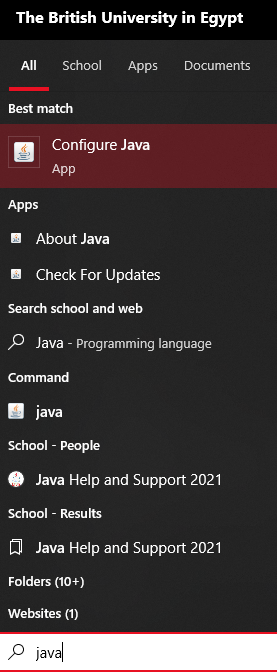 The British University in Egypt
All School Apps Documents
Best match
Configure Java
App
Apps
About Java
Check For Updates
Search school and web
Java - Programming language
Command
java
School - People
Java Help and Support 2021
School - Results
Java Help and Support 2021
Folders (10+)
Websites (1)
java